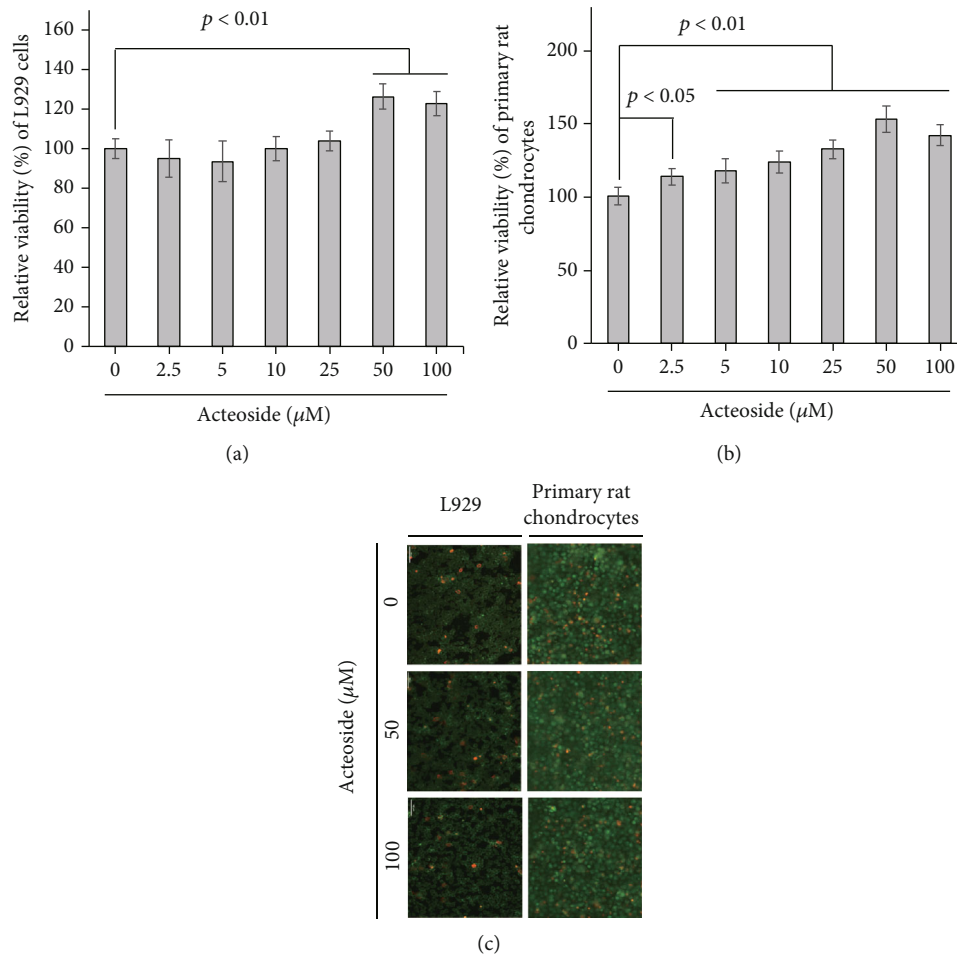 Relative viability (%) of L929 cells
160
140
120
100
80
60
40
20
0
p < 0.01
0 2.5 5 10 25 50 100
Acteoside (μM)
(a)
Relative viability (%) of primary rat
chondrocytes
200
150
100
50
0
p < 0.01
p < 0.05
0 2.5 5 10 25 50 100
Acteoside (μM)
(b)
L929
Primary rat
chondrocytes
Acteoside (μM)
0
50
100
(c)